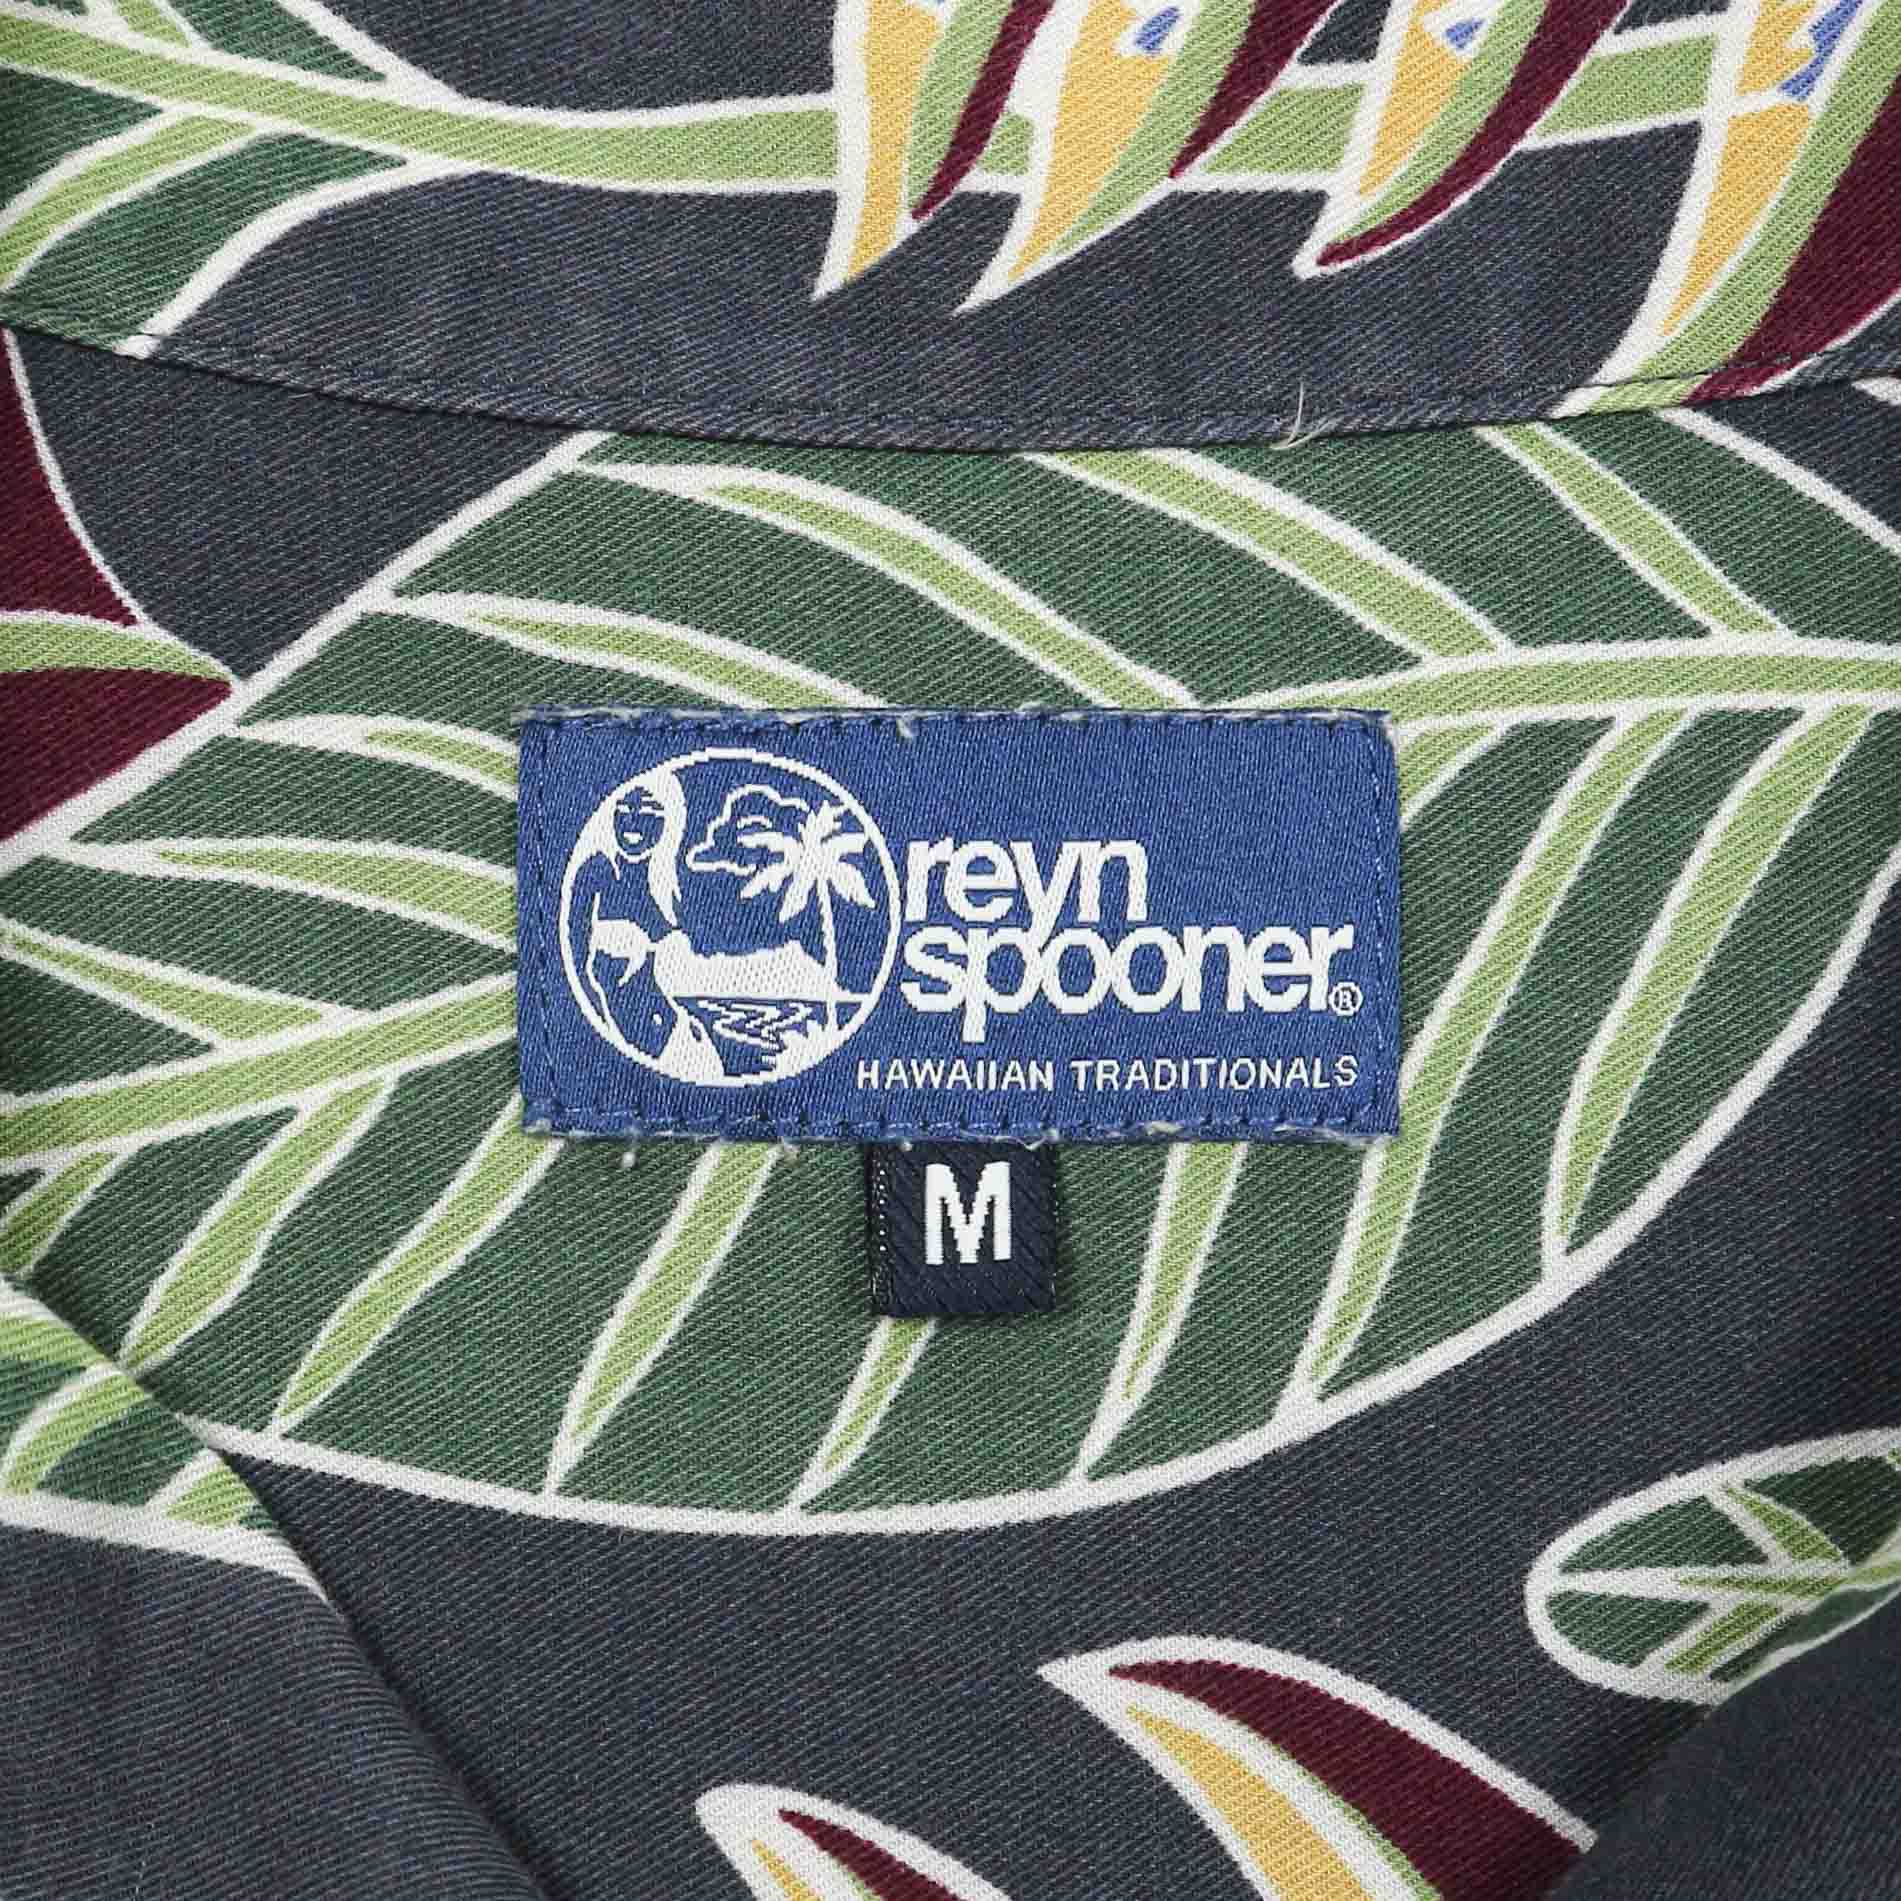 reyn
spooner®
HAWAIIAN TRADITIONALS
M